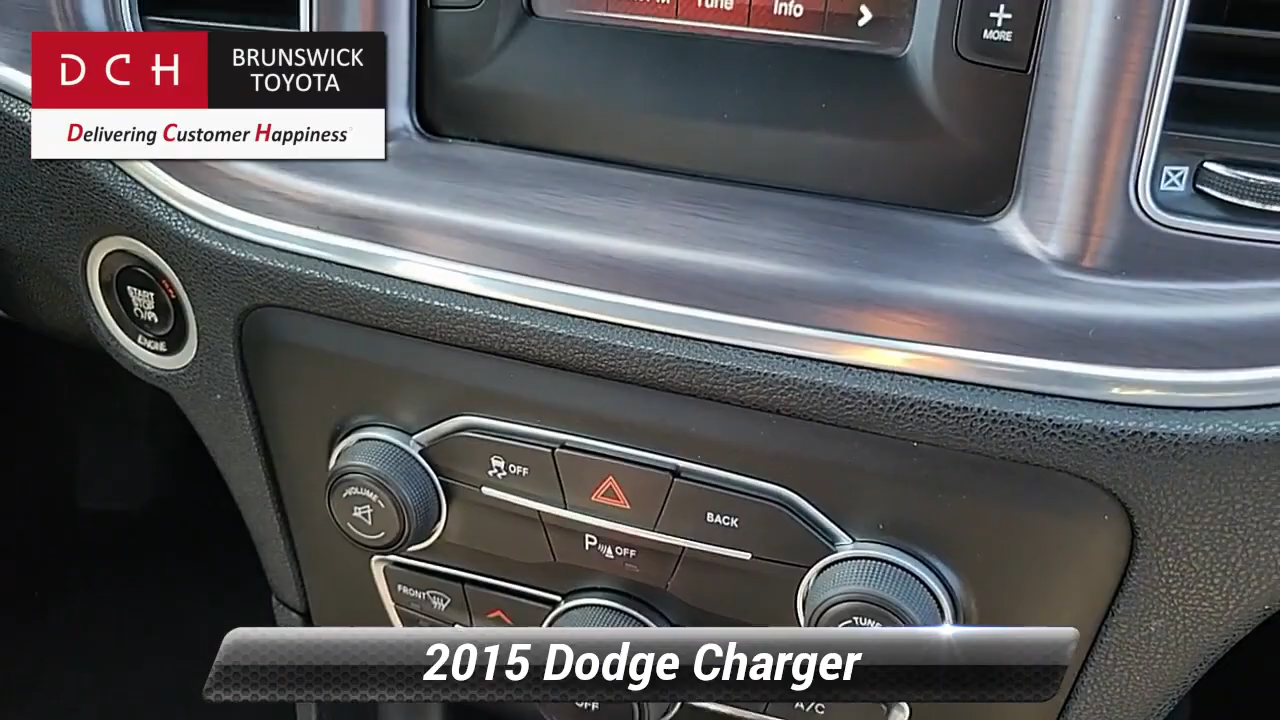 Tune
Info
+
MORE
DCH
BRUNSWICK
TOYOTA
Delivering Customer Happiness
START
STOP
ENGINE
OFF
VOLUME
BACK
P OFF
FRONT
TUNE
2015 Dodge Charger
OFF
A/C